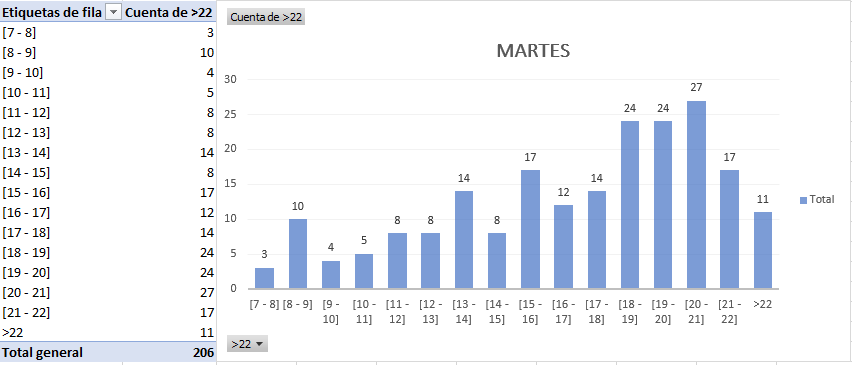 Etiquetas de fila Cuenta de >22
[7 - 8] 3
[8 - 9] 10
[9 - 10] 4
[10 - 11] 5
[11 - 12] 8
[12 - 13] 8
[13 - 14] 14
[14 - 15] 8
[15 - 16] 17
[16 - 17] 12
[17 - 18] 14
[18 - 19] 24
[19 - 20] 24
[20 - 21] 27
[21 - 22] 17
>22 11
Total general 206
Cuenta de >22
MARTES
30
25
20
15
10
5
0
3 10 4 5 8 8 14 8 17 12 14 24 24 27 17 11
[7 - 8] [8 - 9] [9 - 10] [10 - 11] [11 - 12] [12 - 13] [13 - 14] [14 - 15] [15 - 16] [16 - 17] [17 - 18] [18 - 19] [19 - 20] [20 - 21] [21 - 22] >22
Total
>22